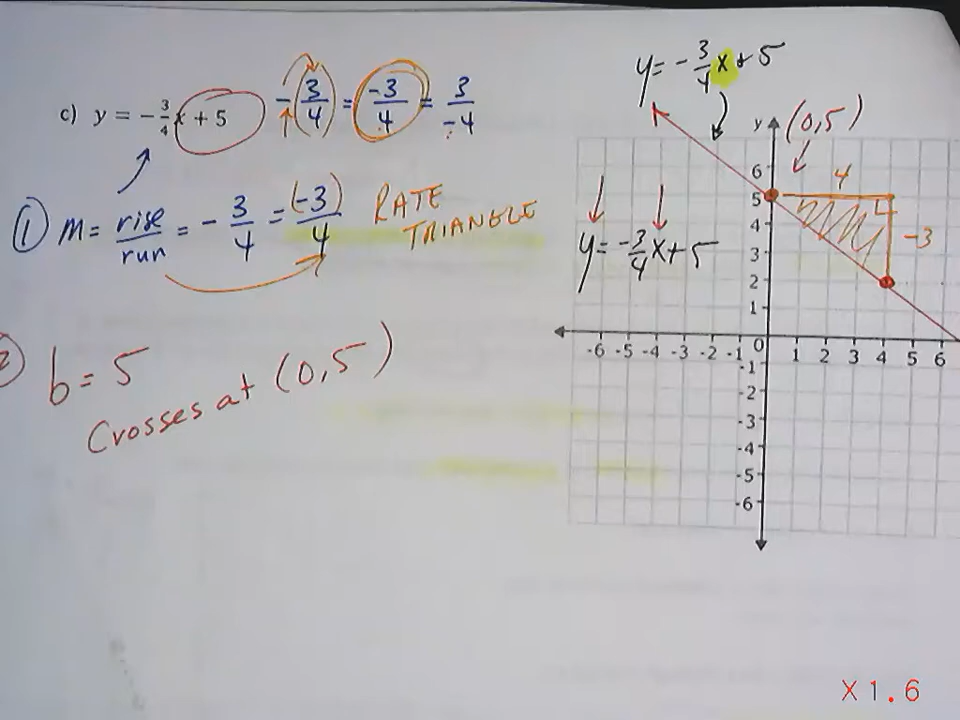 c) y = -3/4 x + 5
-(3/4) = -3/4 = 3/-4
① m = rise/run = -3/4 = (-3)/4 RATE TRIANGLE
② b = 5
Crosses at (0,5)
y = -3/4 x + 5
y (0,5)
4
-3
y = -3/4 x + 5
6
5
4
3
2
1
-6 -5 -4 -3 -2 -1 0 1 2 3 4 5 6
-1
-2
-3
-4
-5
-6
X1.6